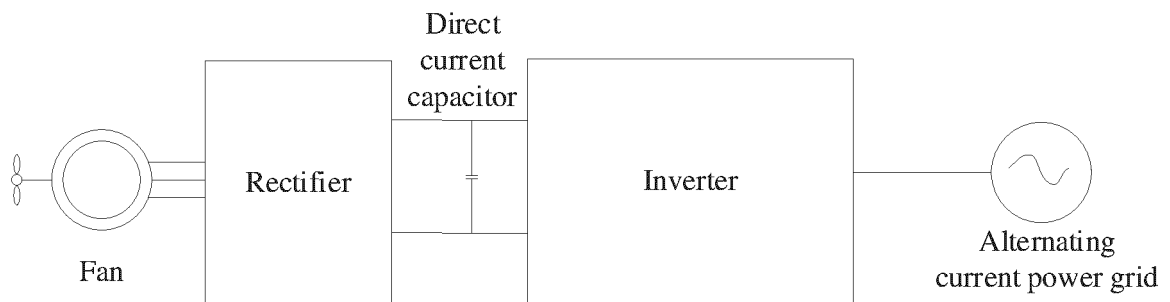 Direct
current
capacitor
Rectifier
Inverter
Fan
Alternating
current power grid